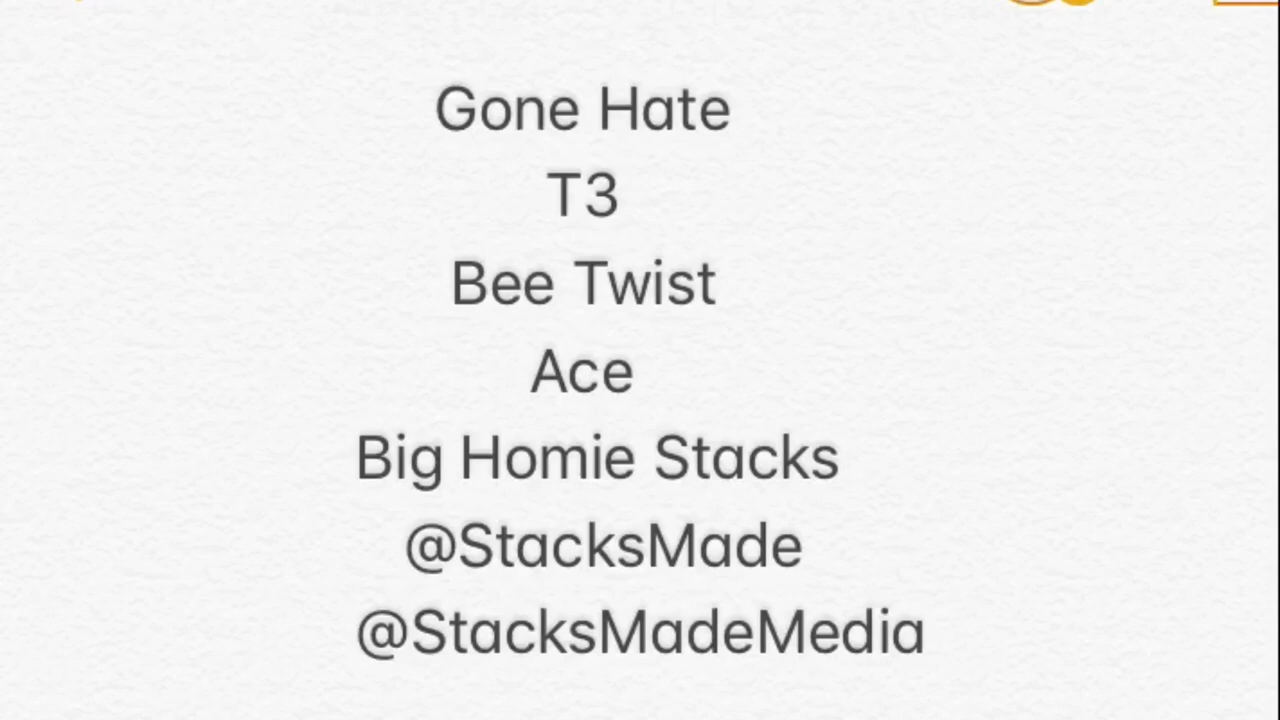 Gone Hate
T3
Bee Twist
Ace
Big Homie Stacks
@StacksMade
@StacksMadeMedia